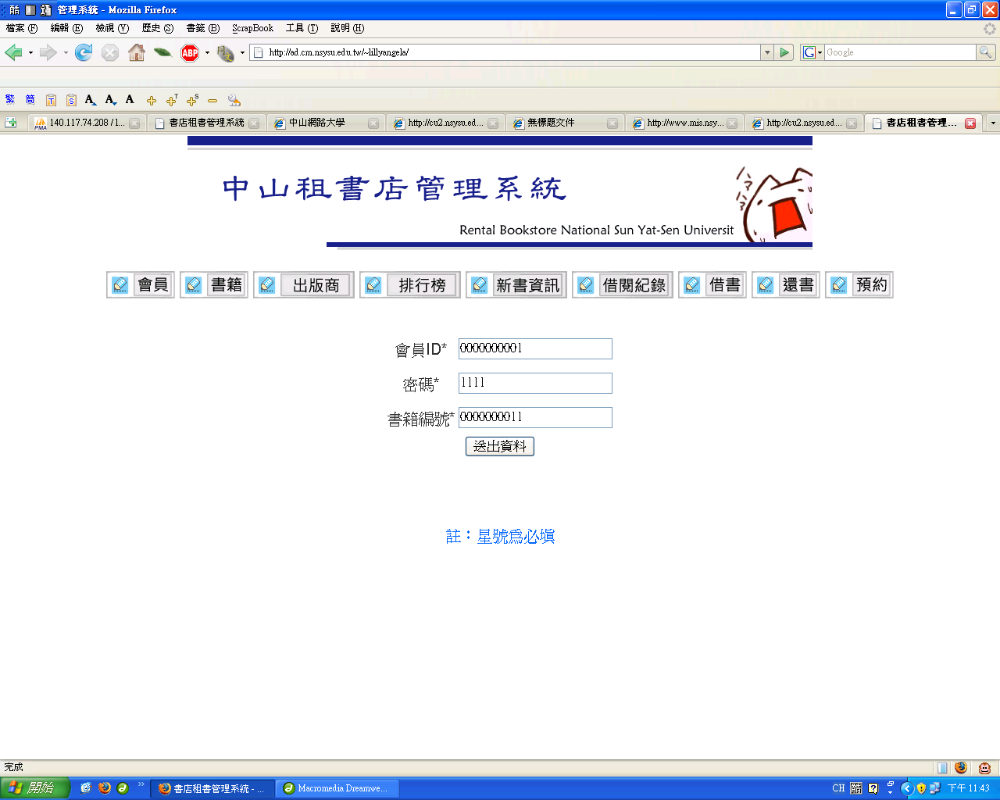 酷 管理系統 - Mozilla Firefox
檔案 (F) 編輯 (E) 檢視 (V) 歷史 (S) 書籤 (B) ScrapBook 工具 (T) 說明 (H)
ABP http://ad.cm.nsysu.edu.tw/~lillyangela/ G Google
繁 簡 T S A A A T S
PMA 140.117.74.208 / l... 書店租書管理系統 中山網路大學 http://cu2.nsysu.ed... 無標題文件 http://www.mis.nsy... http://cu2.nsysu.ed... 書店租書管理...
中山租書店管理系統
ハァハァ
Rental Bookstore National Sun Yat-Sen Universit
會員 書籍 出版商 排行榜 新書資訊 借閱紀錄 借書 還書 預約
會員ID* 0000000001
密碼* 1111
書籍編號* 0000000011
送出資料
註：星號為必填
完成
開始 書店租書管理系統 - ... Macromedia Dreamwe... CH 酷 下午 11:43